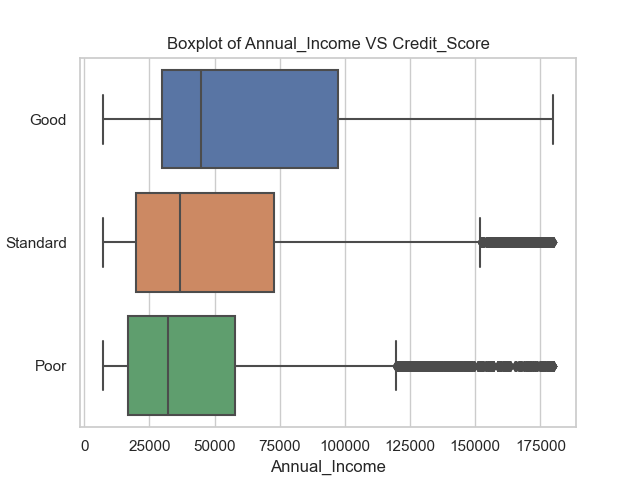 Boxplot of Annual_Income VS Credit_Score
Good
Standard
Poor
0 25000 50000 75000 100000 125000 150000 175000
Annual_Income